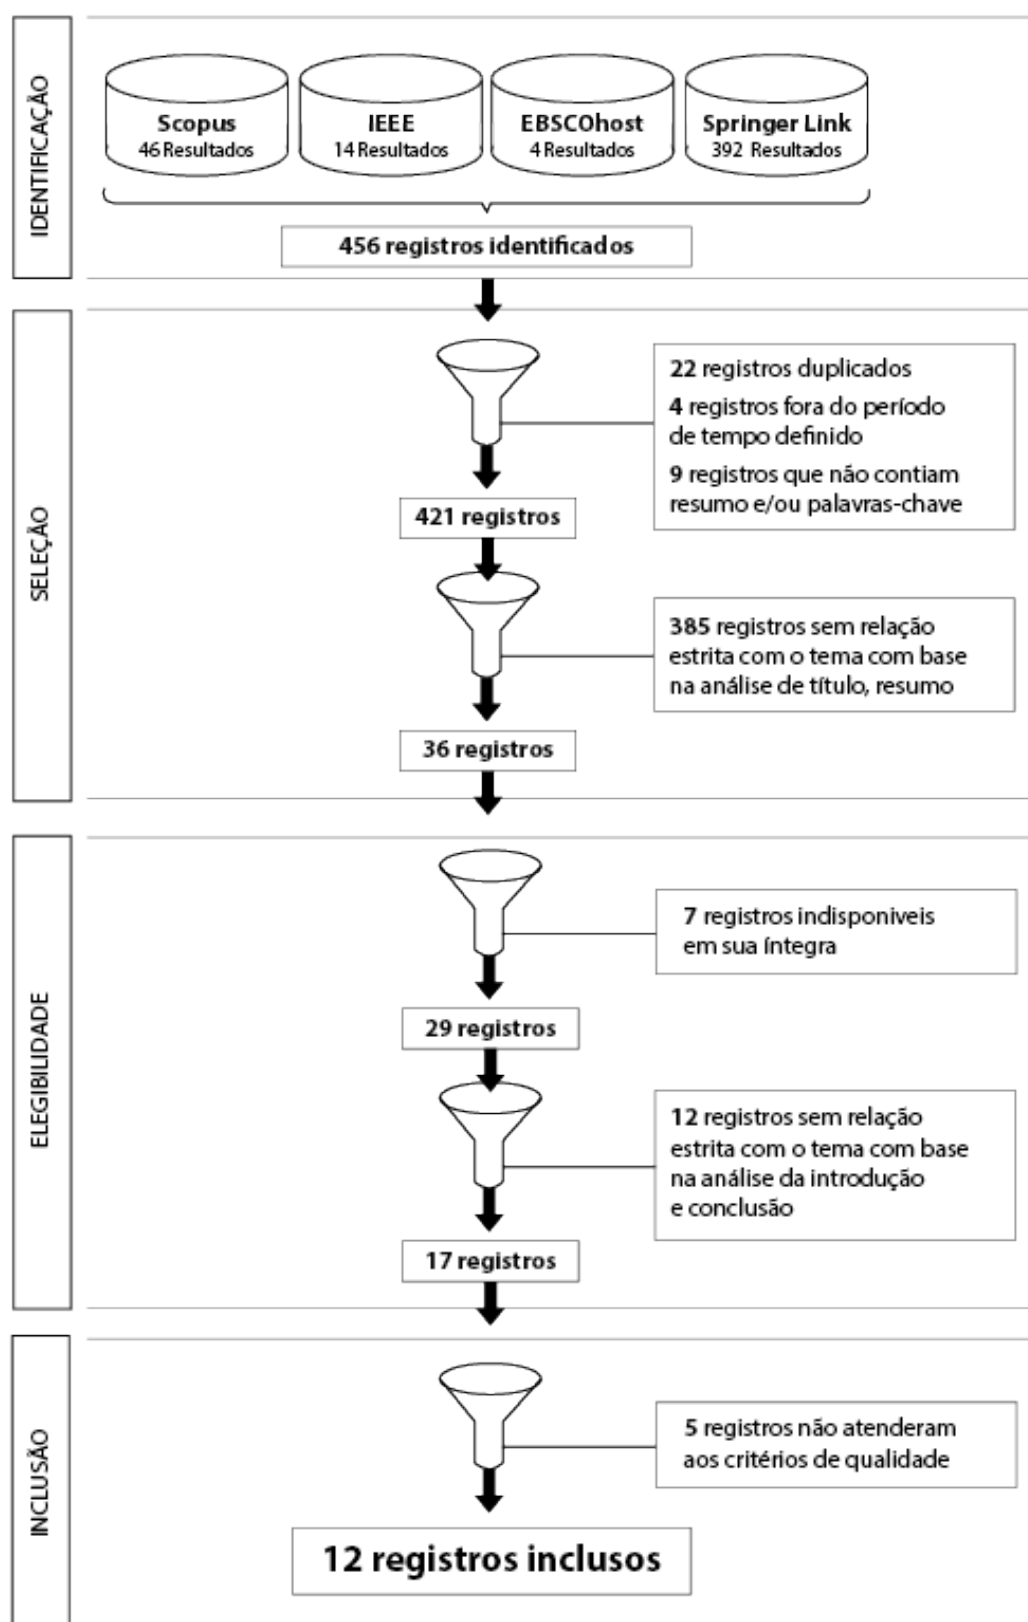 IDENTIFICAÇÃO
Scopus
46 Resultados
IEEE
14 Resultados
EBSCOhost
4 Resultados
Springer Link
392 Resultados
456 registros identificados
SELEÇÃO
22 registros duplicados
4 registros fora do período
de tempo definido
9 registros que não contiam
resumo e/ou palavras-chave
421 registros
385 registros sem relação
estrita com o tema com base
na análise de título, resumo
36 registros
ELEGIBILIDADE
7 registros indisponiveis
em sua íntegra
29 registros
12 registros sem relação
estrita com o tema com base
na análise da introdução
e conclusão
17 registros
INCLUSÃO
5 registros não atenderam
aos critérios de qualidade
12 registros inclusos